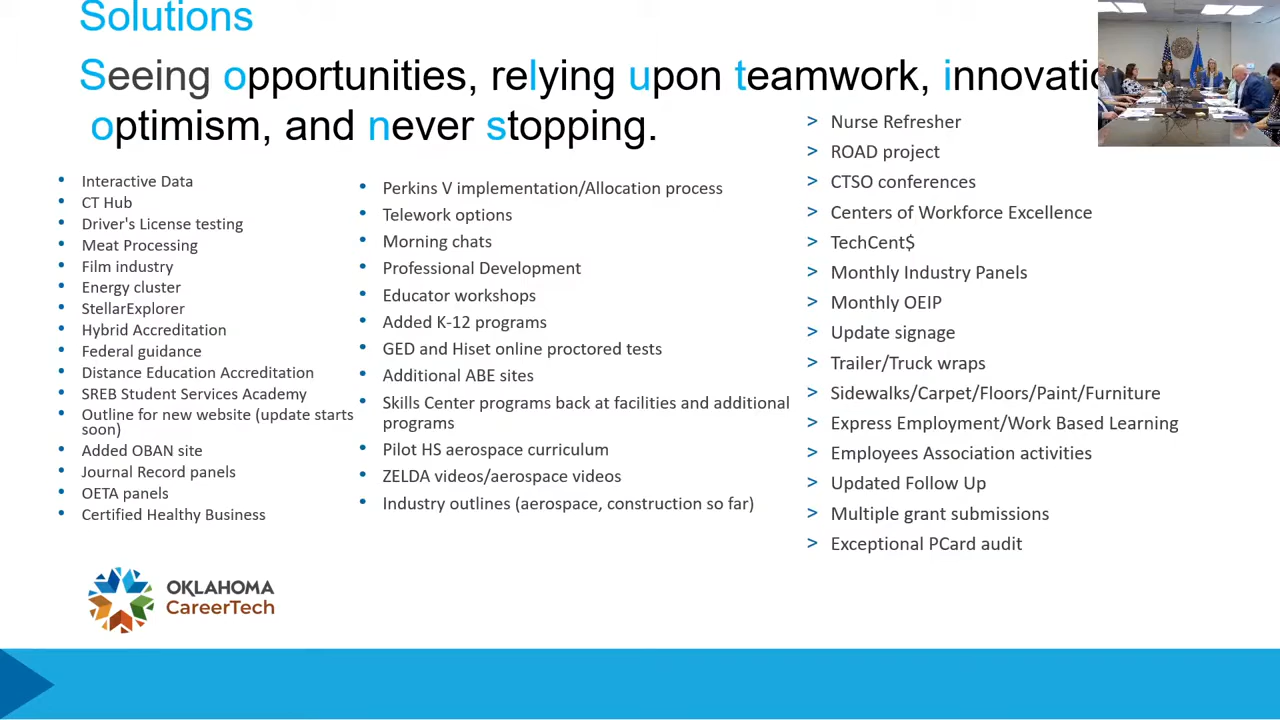 Solutions
Seeing opportunities, relying upon teamwork,
optimism, and never stopping.
Interactive Data
CT Hub
Driver's License testing
Meat Processing
Film industry
Energy cluster
StellarExplorer
Hybrid Accreditation
Federal guidance
Distance Education Accreditation
SREB Student Services Academy
Outline for new website (update starts
soon)
Added OBAN site
Journal Record panels
OETA panels
Certified Healthy Business
Perkins V implementation/Allocation process
Telework options
Morning chats
Professional Development
Educator workshops
Added K-12 programs
GED and Hiset online proctored tests
Additional ABE sites
Skills Center programs back at facilities and additional
programs
Pilot HS aerospace curriculum
ZELDA videos/aerospace videos
Industry outlines (aerospace, construction so far)
> Nurse Refresher
> ROAD project
> CTSO conferences
> Centers of Workforce Excellence
> TechCent$
> Monthly Industry Panels
> Monthly OEIP
> Update signage
> Trailer/Truck wraps
> Sidewalks/Carpet/Floors/Paint/Furniture
> Express Employment/Work Based Learning
> Employees Association activities
> Updated Follow Up
> Multiple grant submissions
> Exceptional PCard audit
OKLAHOMA
CareerTech